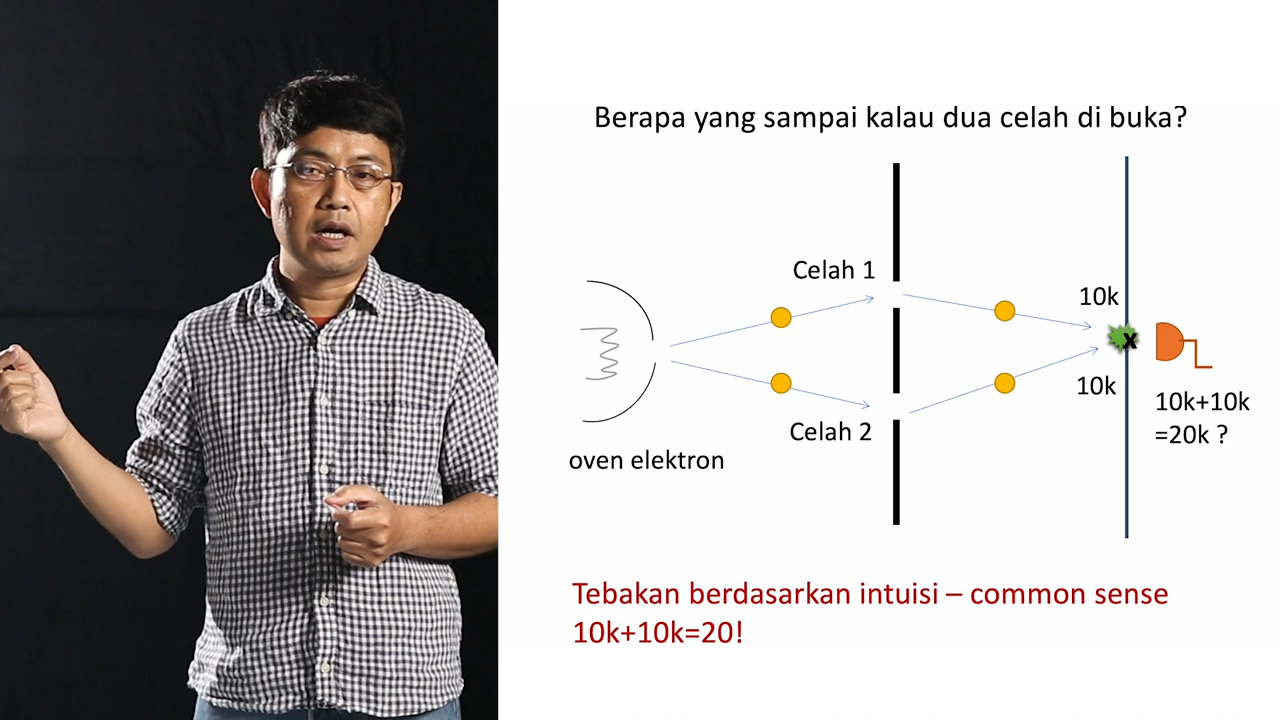 Berapa yang sampai kalau dua celah di buka?
Celah 1
10k
x
10k
10k+10k
=20k ?
Celah 2
oven elektron
Tebakan berdasarkan intuisi – common sense
10k+10k=20!